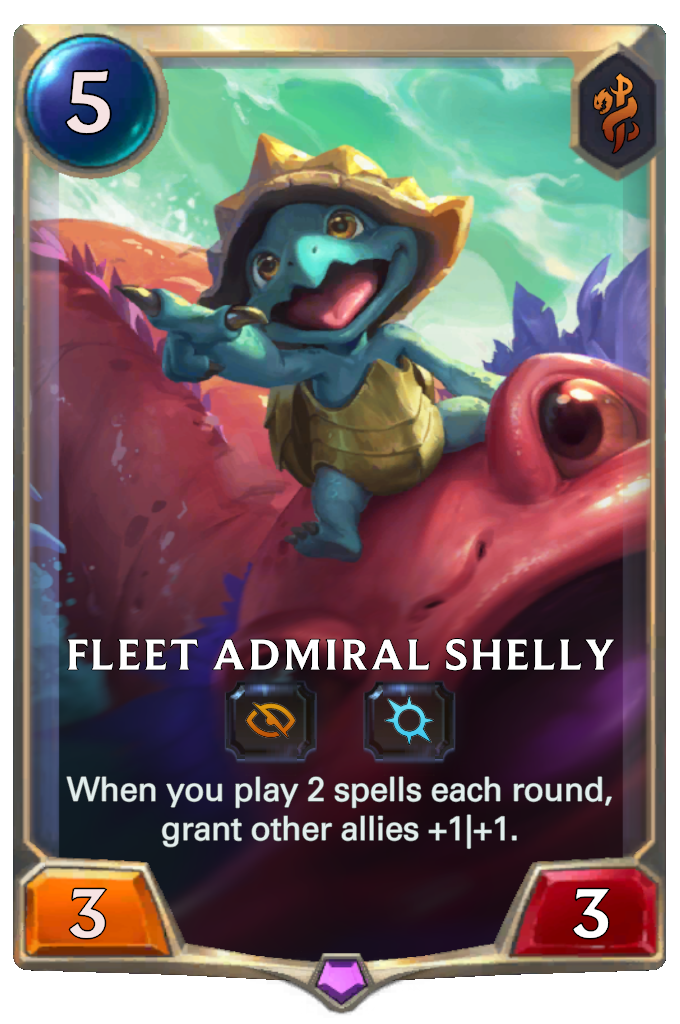 5
FLEET ADMIRAL SHELLY
When you play 2 spells each round,
grant other allies +1|+1.
3
3